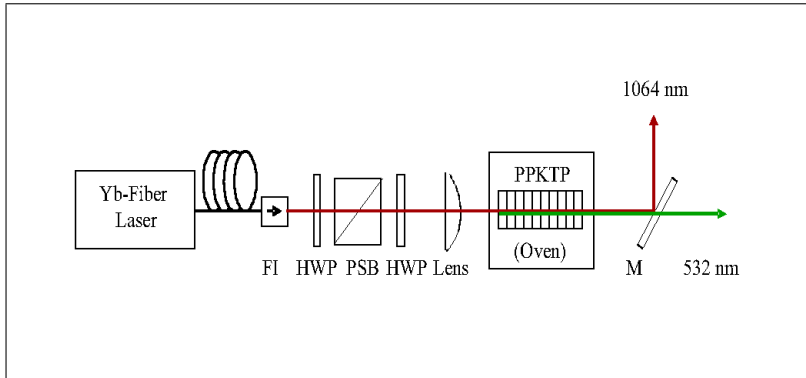 1064 nm
Yb-Fiber
Laser
PPKTP
(Oven)
FI HWP PSB HWP Lens M 532 nm